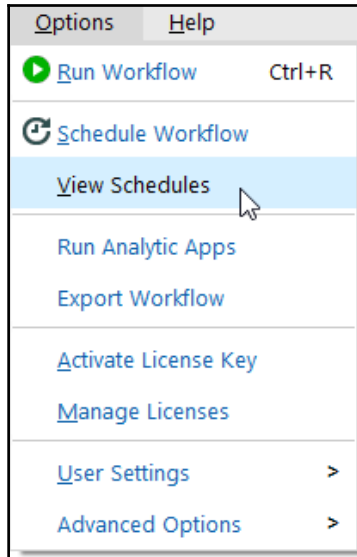 Options Help
Run Workflow Ctrl+R
Schedule Workflow
View Schedules
Run Analytic Apps
Export Workflow
Activate License Key
Manage Licenses
User Settings >
Advanced Options >